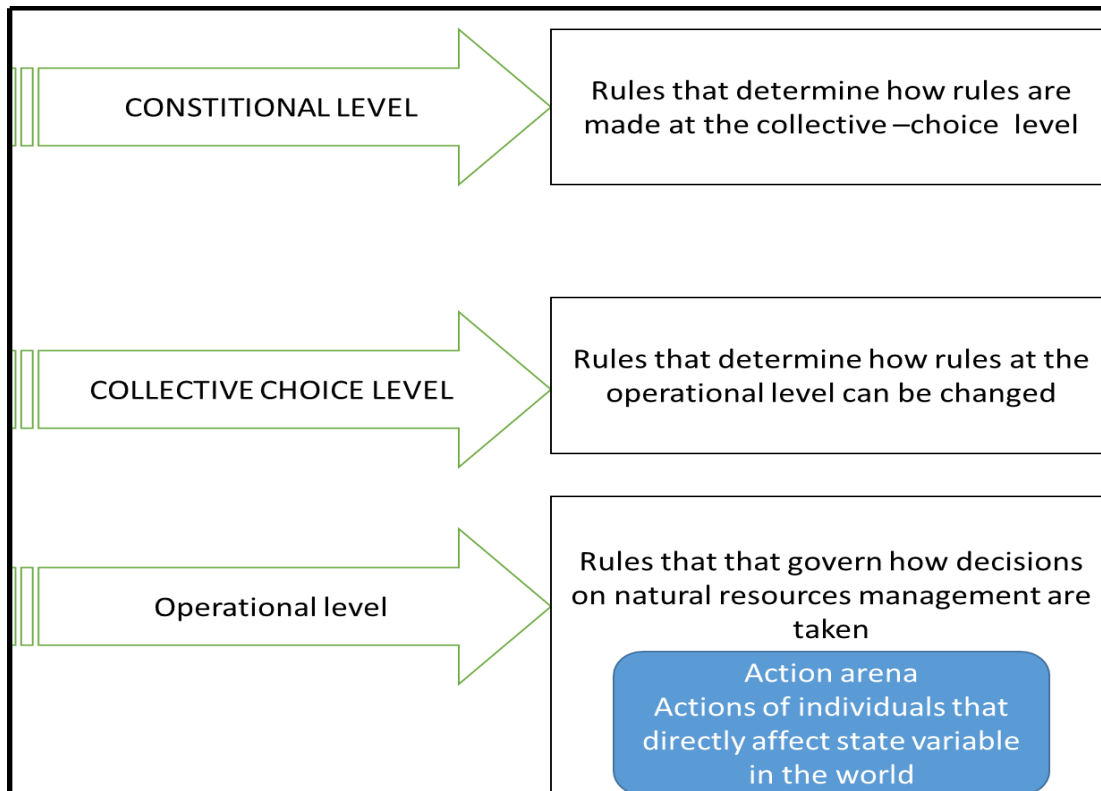 CONSTITIONAL LEVEL
Rules that determine how rules are
made at the collective –choice level
COLLECTIVE CHOICE LEVEL
Rules that determine how rules at the
operational level can be changed
Operational level
Rules that that govern how decisions
on natural resources management are
taken
Action arena
Actions of individuals that
directly affect state variable
in the world